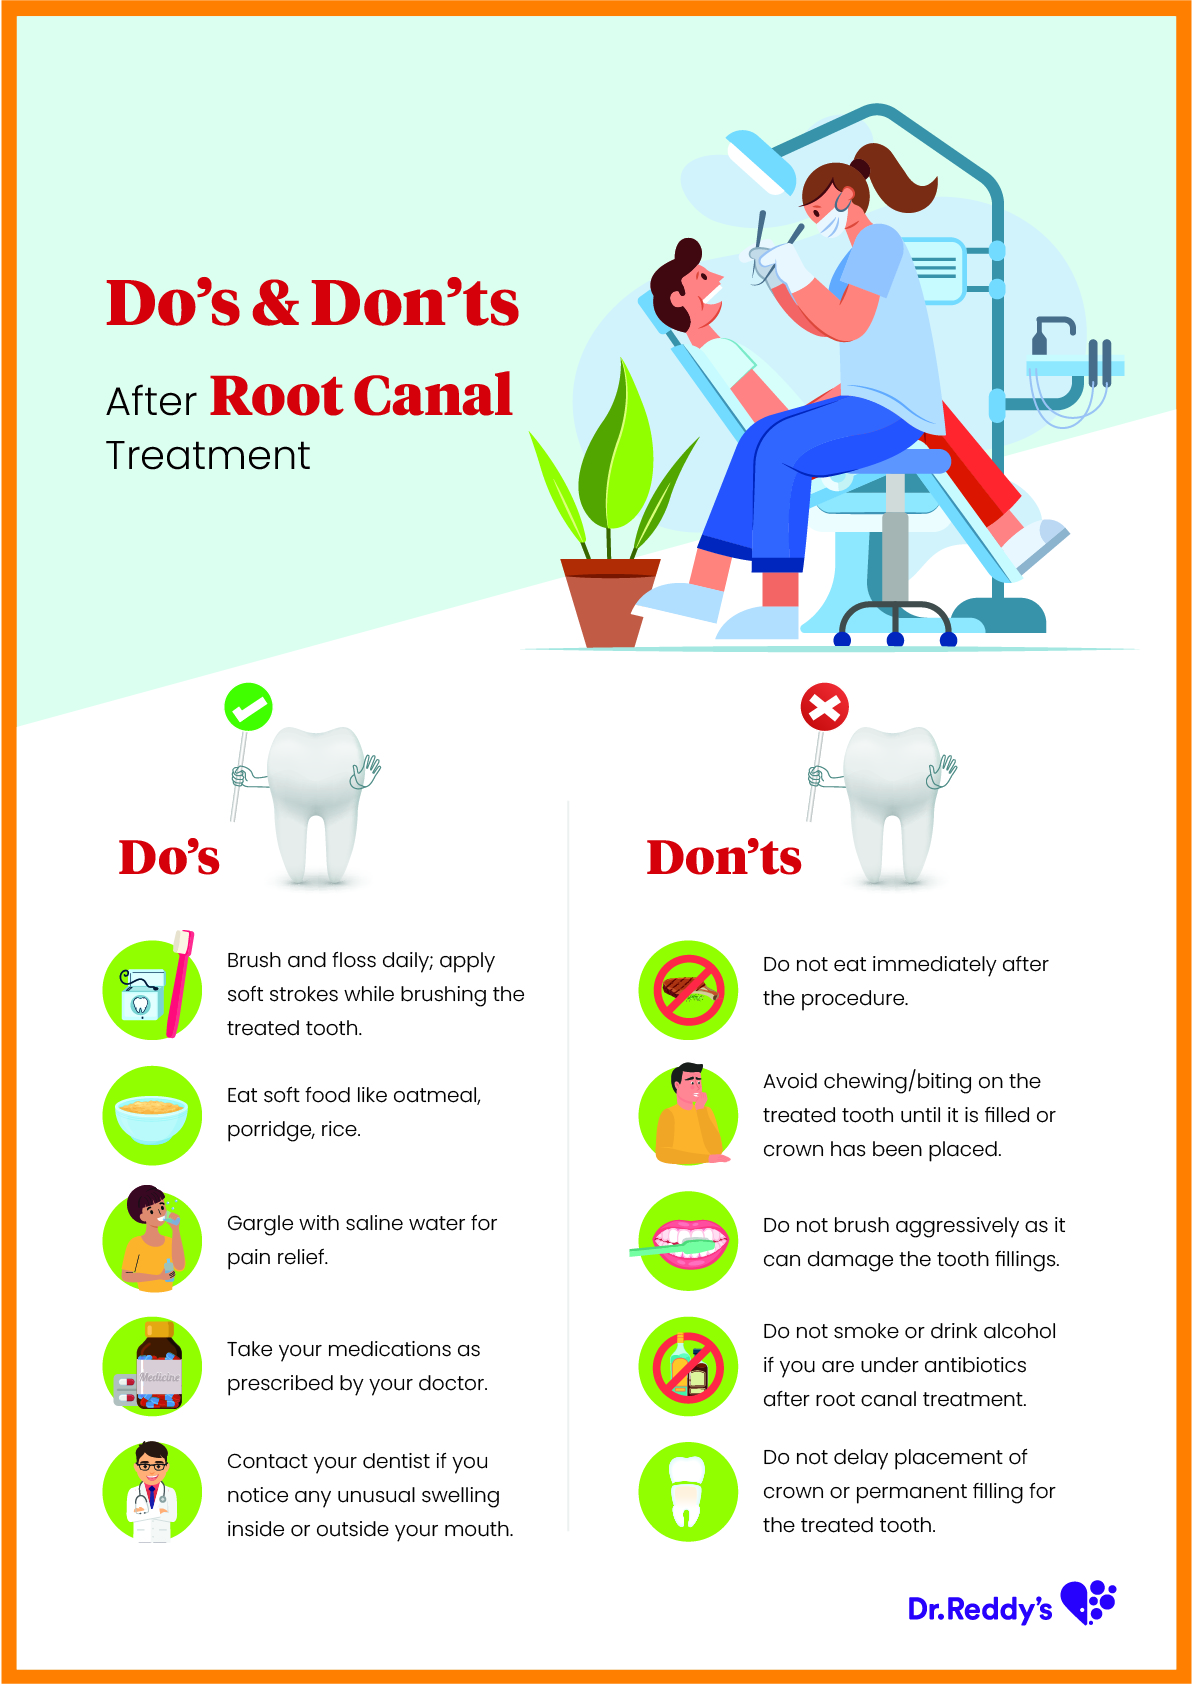 Do's & Don'ts
After Root Canal
Treatment
Do's
Brush and floss daily; apply
soft strokes while brushing the
treated tooth.
Eat soft food like oatmeal,
porridge, rice.
Gargle with saline water for
pain relief.
Medicine
Take your medications as
prescribed by your doctor.
Contact your dentist if you
notice any unusual swelling
inside or outside your mouth.
Don'ts
Do not eat immediately after
the procedure.
Avoid chewing/biting on the
treated tooth until it is filled or
crown has been placed.
Do not brush aggressively as it
can damage the tooth fillings.
Do not smoke or drink alcohol
if you are under antibiotics
after root canal treatment.
Do not delay placement of
crown or permanent filling for
the treated tooth.
Dr.Reddy's